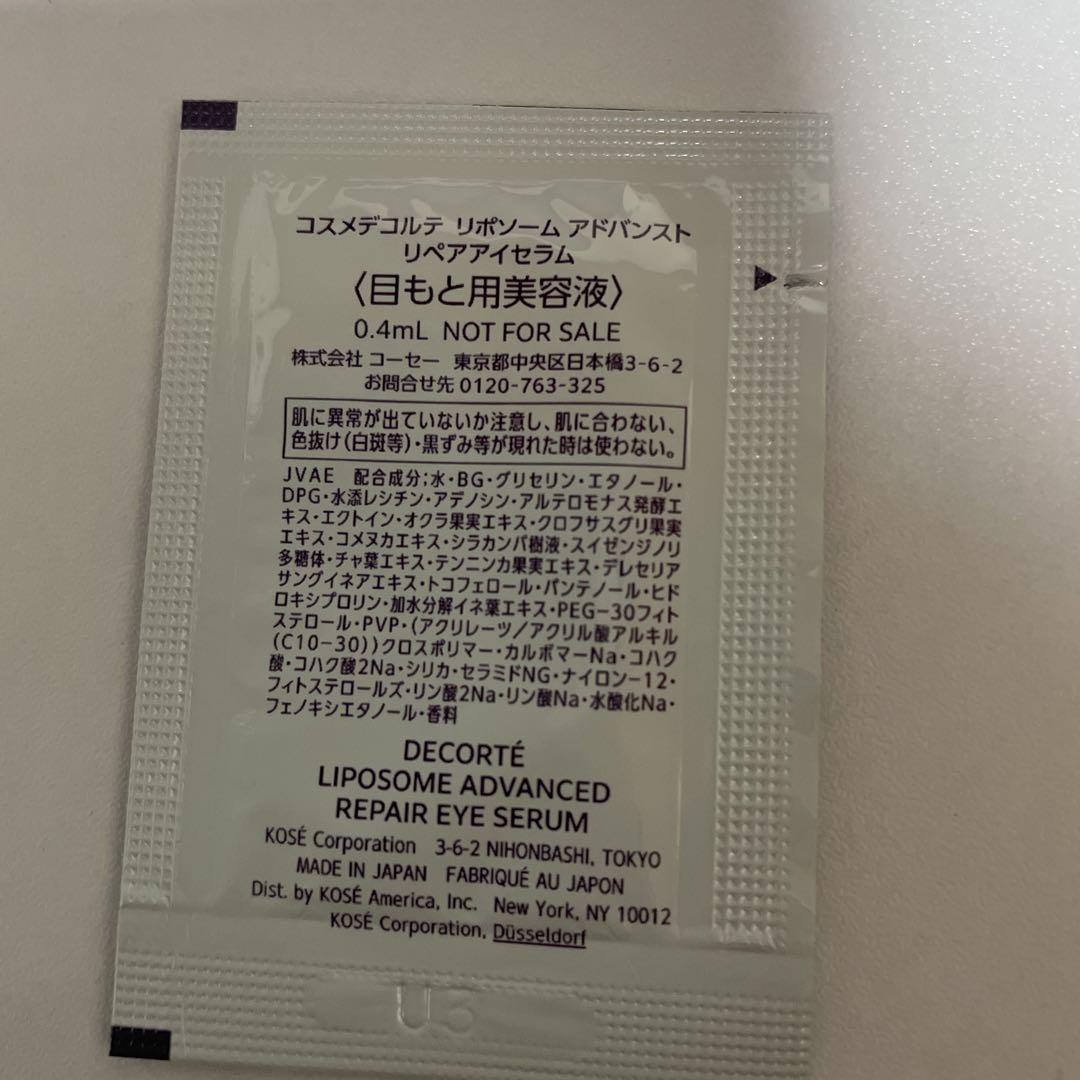 コスメデコルテ リポソーム アドバンスト
リペアアイセラム
〈目もと用美容液〉
0.4mL NOT FOR SALE
株式会社 コーセー 東京都中央区日本橋3-6-2
お問合せ先 0120-763-325
肌に異常が出ていないか注意し、肌に合わない、
色抜け(白斑等)・黒ずみ等が現れた時は使わない。
JVAE 配合成分;水・BG・グリセリン・エタノール・
DPG・水添レシチン・アデノシン・アルテロモナス発酵エ
キス・エクトイン・オクラ果実エキス・クロフサスグリ果実
エキス・コメヌカエキス・シラカンバ樹液・スイゼンジノリ
多糖体・チャ葉エキス・テンニンカ果実エキス・デレセリア
サングイネアエキス・トコフェロール・パンテノール・ヒド
ロキシプロリン・加水分解イネ葉エキス・PEG-30フィト
ステロール・PVP・(アクリレーツ/アクリル酸アルキル
(C10-30))クロスポリマー・カルボマーNa・コハク
酸・コハク酸2Na・シリカ・セラミドNG・ナイロン-12・
フィトステロールズ・リン酸2Na・リン酸Na・水酸化Na・
フェノキシエタノール・香料
DECORTÉ
LIPOSOME ADVANCED
REPAIR EYE SERUM
KOSÉ Corporation 3-6-2 NIHONBASHI, TOKYO
MADE IN JAPAN FABRIQUÉ AU JAPON
Dist. by KOSÉ America, Inc. New York, NY 10012
KOSÉ Corporation, Düsseldorf
U3